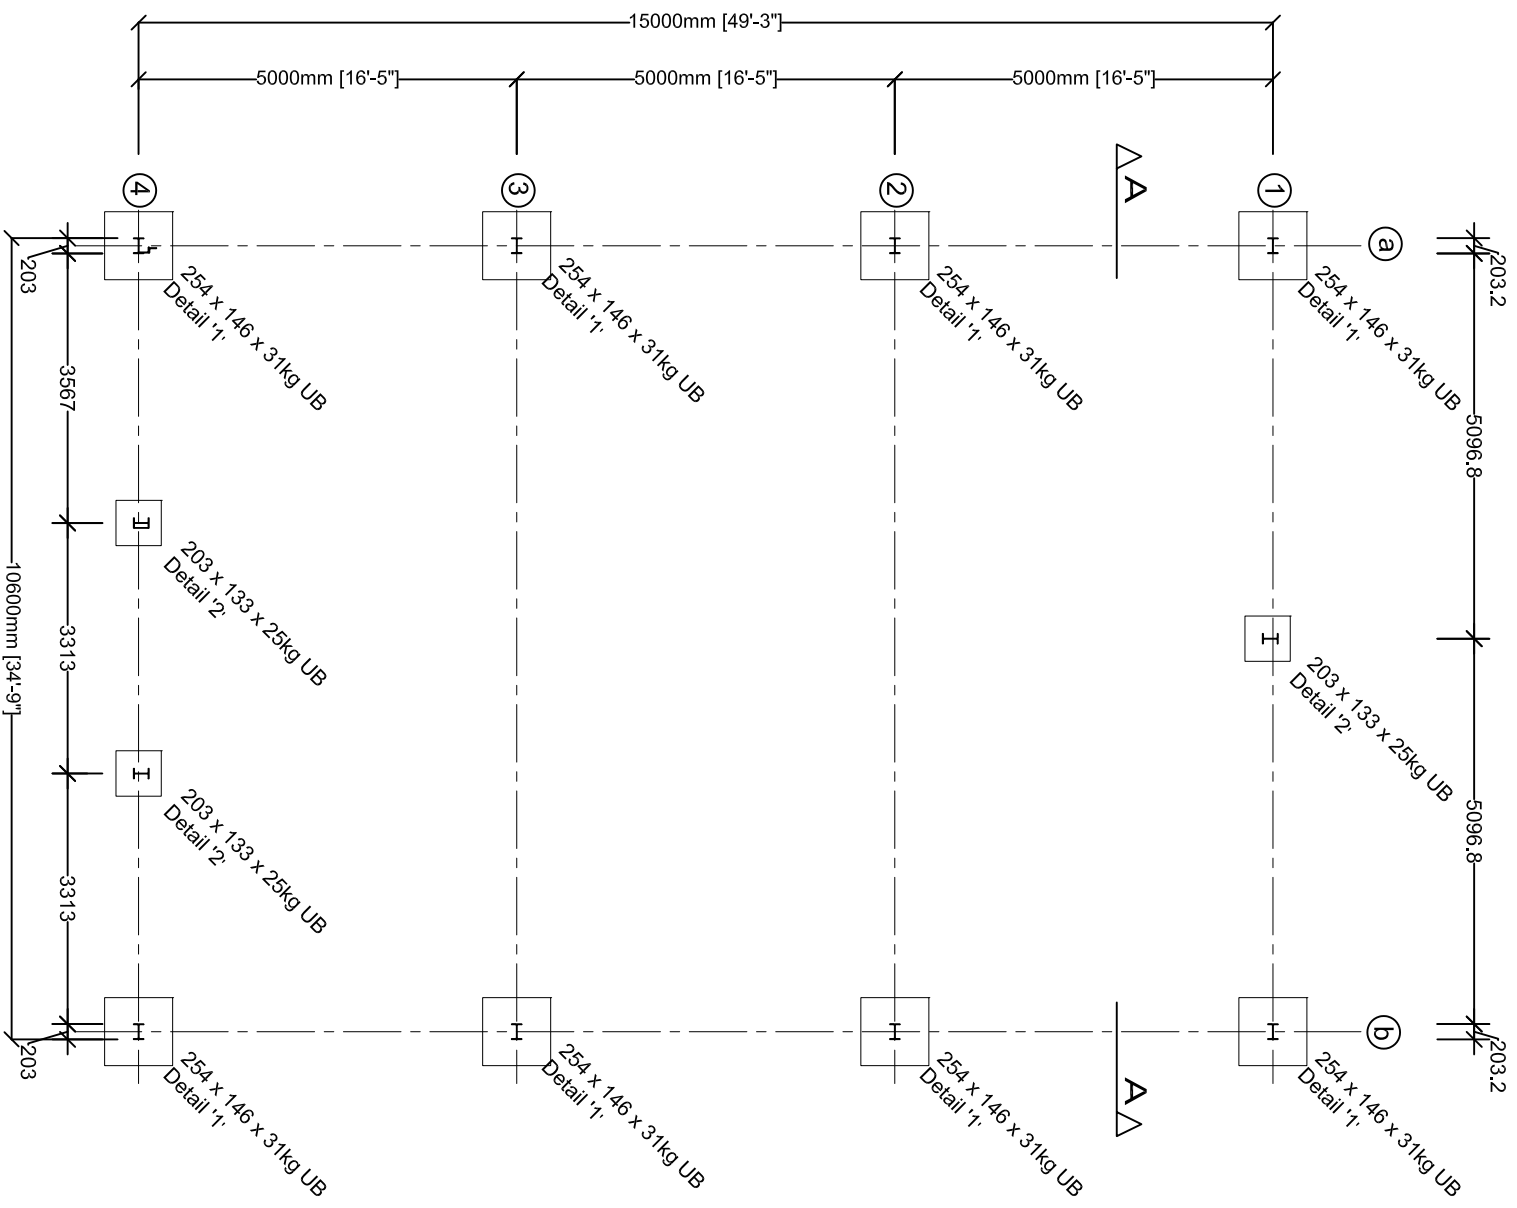 15000mm [49'-3"]
5000mm [16'-5"]
5000mm [16'-5"]
5000mm [16'-5"]
4
3
2
A
1
a
203
203.2
254 x 146 x 31kg UB
Detail '1'
254 x 146 x 31kg UB
Detail '1'
254 x 146 x 31kg UB
Detail '1'
254 x 146 x 31kg UB
Detail '1'
3567
5096.8
203 x 133 x 25kg UB
Detail '2'
203 x 133 x 25kg UB
Detail '2'
3313
10600mm [34'-9"]
203 x 133 x 25kg UB
Detail '2'
5096.8
3313
b
A
203
203.2
254 x 146 x 31kg UB
Detail '1'
254 x 146 x 31kg UB
Detail '1'
254 x 146 x 31kg UB
Detail '1'
254 x 146 x 31kg UB
Detail '1'